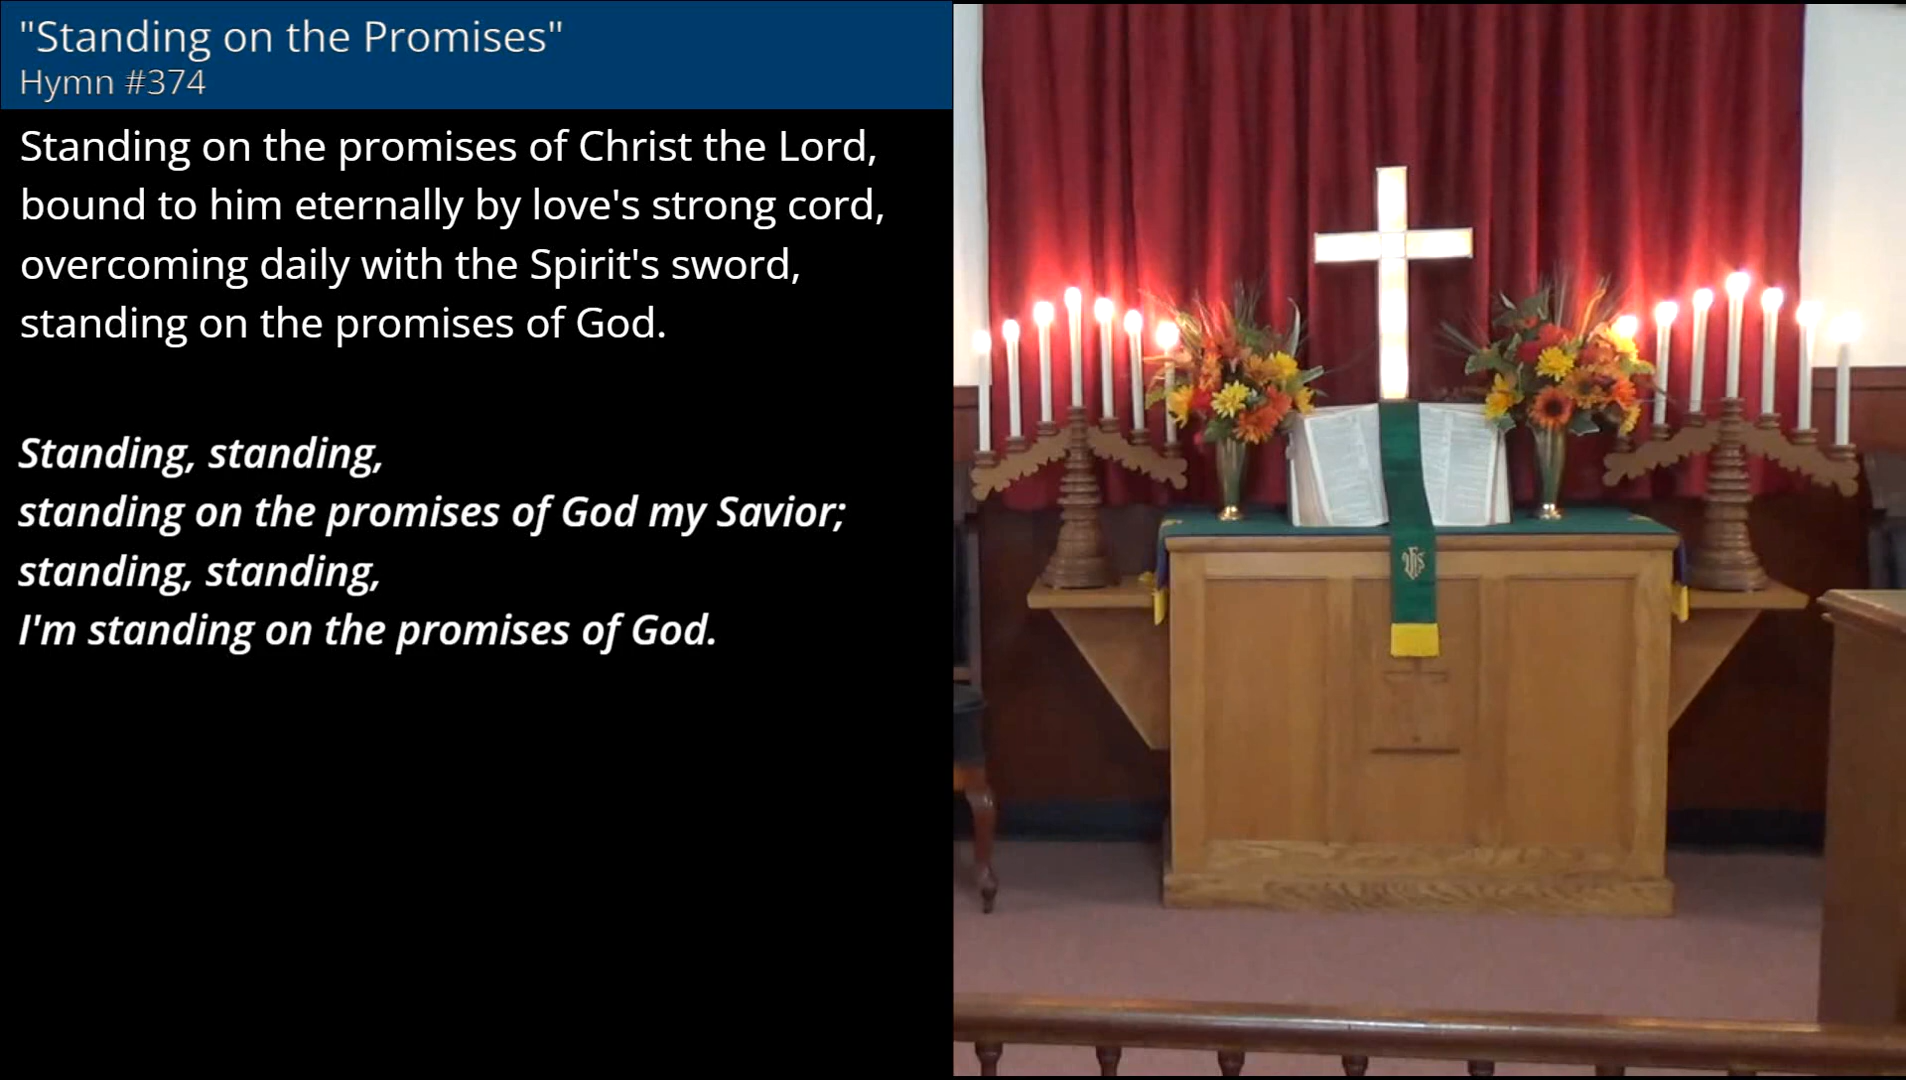 "Standing on the Promises"
Hymn #374
Standing on the promises of Christ the Lord,
bound to him eternally by love's strong cord,
overcoming daily with the Spirit's sword,
standing on the promises of God.
Standing, standing,
standing on the promises of God my Savior;
standing, standing,
I'm standing on the promises of God.
IHS